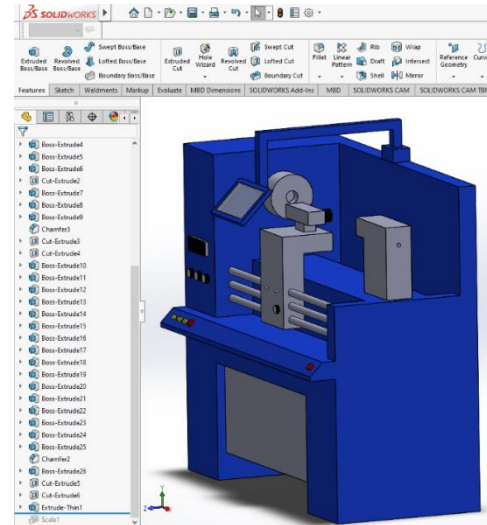 SOLIDWORKS
Extruded Boss/Base
Revolved Boss/Base
Swept Boss/Base
Lofted Boss/Base
Boundary Boss/Base
Extruded Cut
Hole Wizard
Revolved Cut
Swept Cut
Lofted Cut
Boundary Cut
Fillet
Linear Pattern
Rib
Draft
Shell
Wrap
Intersect
Mirror
Reference Geometry
Curve
Features Sketch Weldments Markup Evaluate MBD Dimensions SOLIDWORKS Add-Ins MBD SOLIDWORKS CAM SOLIDWORKS CAM TBM
Boss-Extrude4
Boss-Extrude5
Boss-Extrude6
Cut-Extrude2
Boss-Extrude7
Boss-Extrude8
Boss-Extrude9
Chamfer3
Cut-Extrude3
Cut-Extrude4
Boss-Extrude10
Boss-Extrude11
Boss-Extrude12
Boss-Extrude13
Boss-Extrude14
Boss-Extrude15
Boss-Extrude16
Boss-Extrude17
Boss-Extrude18
Boss-Extrude19
Boss-Extrude20
Boss-Extrude21
Boss-Extrude22
Boss-Extrude23
Boss-Extrude24
Boss-Extrude25
Chamfer2
Boss-Extrude26
Cut-Extrude5
Cut-Extrude6
Extrude-Thin1
Scale1